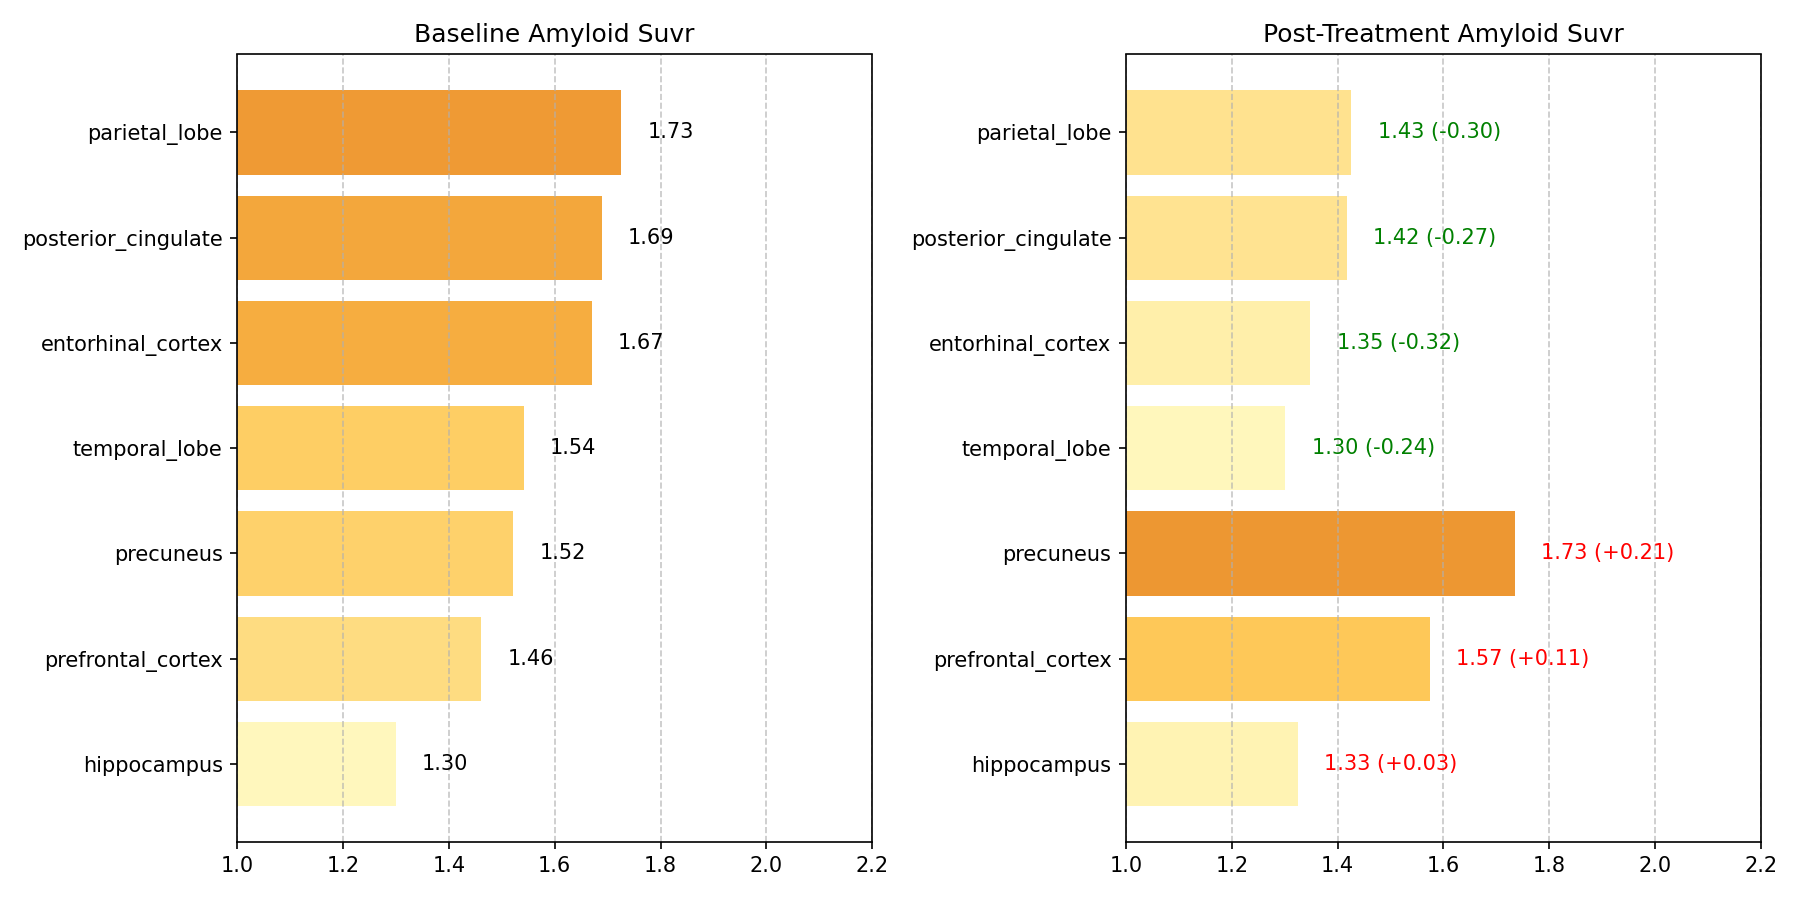 Baseline Amyloid Suvr
parietal_lobe
1.73
posterior_cingulate
1.69
entorhinal_cortex
1.67
temporal_lobe
1.54
precuneus
1.52
prefrontal_cortex
1.46
hippocampus
1.30
1.0 1.2 1.4 1.6 1.8 2.0 2.2
Post-Treatment Amyloid Suvr
parietal_lobe
1.43 (-0.30)
posterior_cingulate
1.42 (-0.27)
entorhinal_cortex
1.35 (-0.32)
temporal_lobe
1.30 (-0.24)
precuneus
1.73 (+0.21)
prefrontal_cortex
1.57 (+0.11)
hippocampus
1.33 (+0.03)
1.0 1.2 1.4 1.6 1.8 2.0 2.2